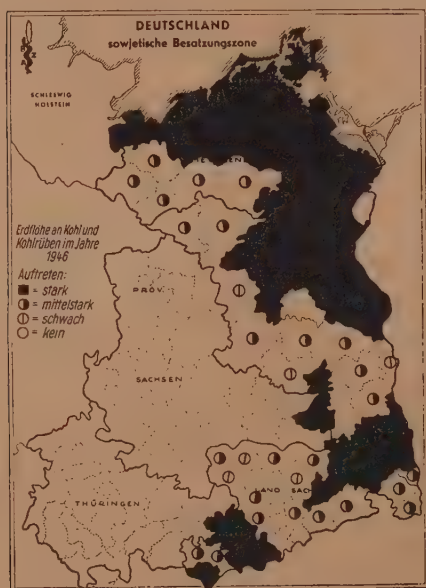 DEUTSCHLAND
sowjetische Besatzungszone
SCHLESWIG
HOLSTEIN
Erdflöhe an Kohl und
Kohlrüben im Jahre
1946
Auftreten:
= stark
= mittelstark
= schwach
= kein
PROV.
SACHSEN
THÜRINGEN
LAND SACH